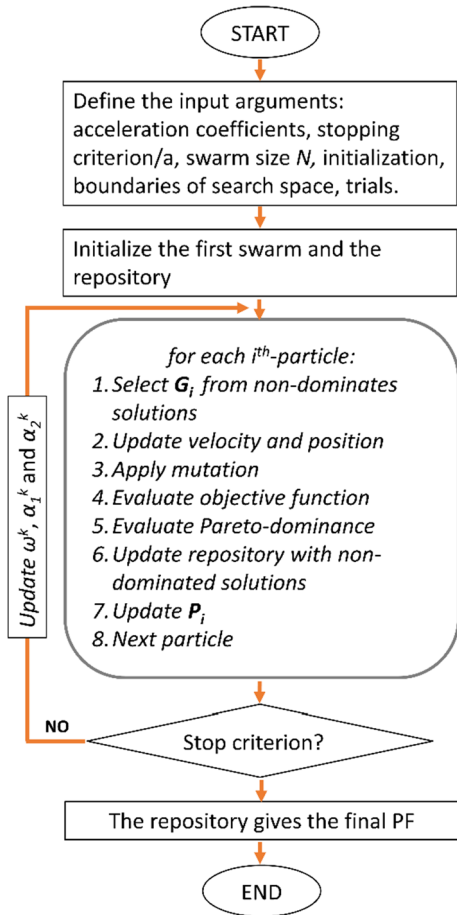 START
Define the input arguments:
acceleration coefficients, stopping
criterion/a, swarm size N, initialization,
boundaries of search space, trials.
Initialize the first swarm and the
repository
for each iᵗʰ-particle:
1. Select Gᵢ from non-dominates
solutions
2. Update velocity and position
3. Apply mutation
4. Evaluate objective function
5. Evaluate Pareto-dominance
6. Update repository with non-
dominated solutions
7. Update Pᵢ
8. Next particle
Update ωᵏ, α₁ᵏ and α₂ᵏ
NO
Stop criterion?
The repository gives the final PF
END